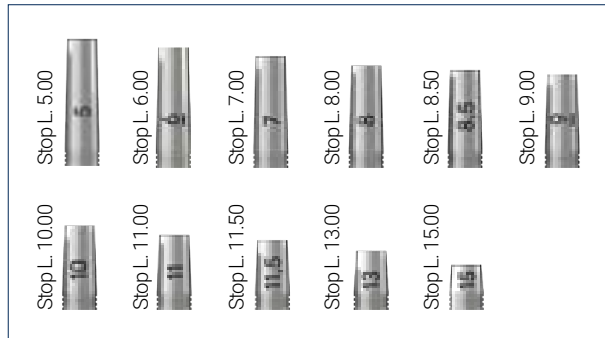 Stop L. 5.00
5
Stop L. 6.00
6
Stop L. 7.00
7
Stop L. 8.00
8
Stop L. 8.50
8,5
Stop L. 9.00
9
Stop L. 10.00
10
Stop L. 11.00
11
Stop L. 11.50
11,5
Stop L. 13.00
13
Stop L. 15.00
15